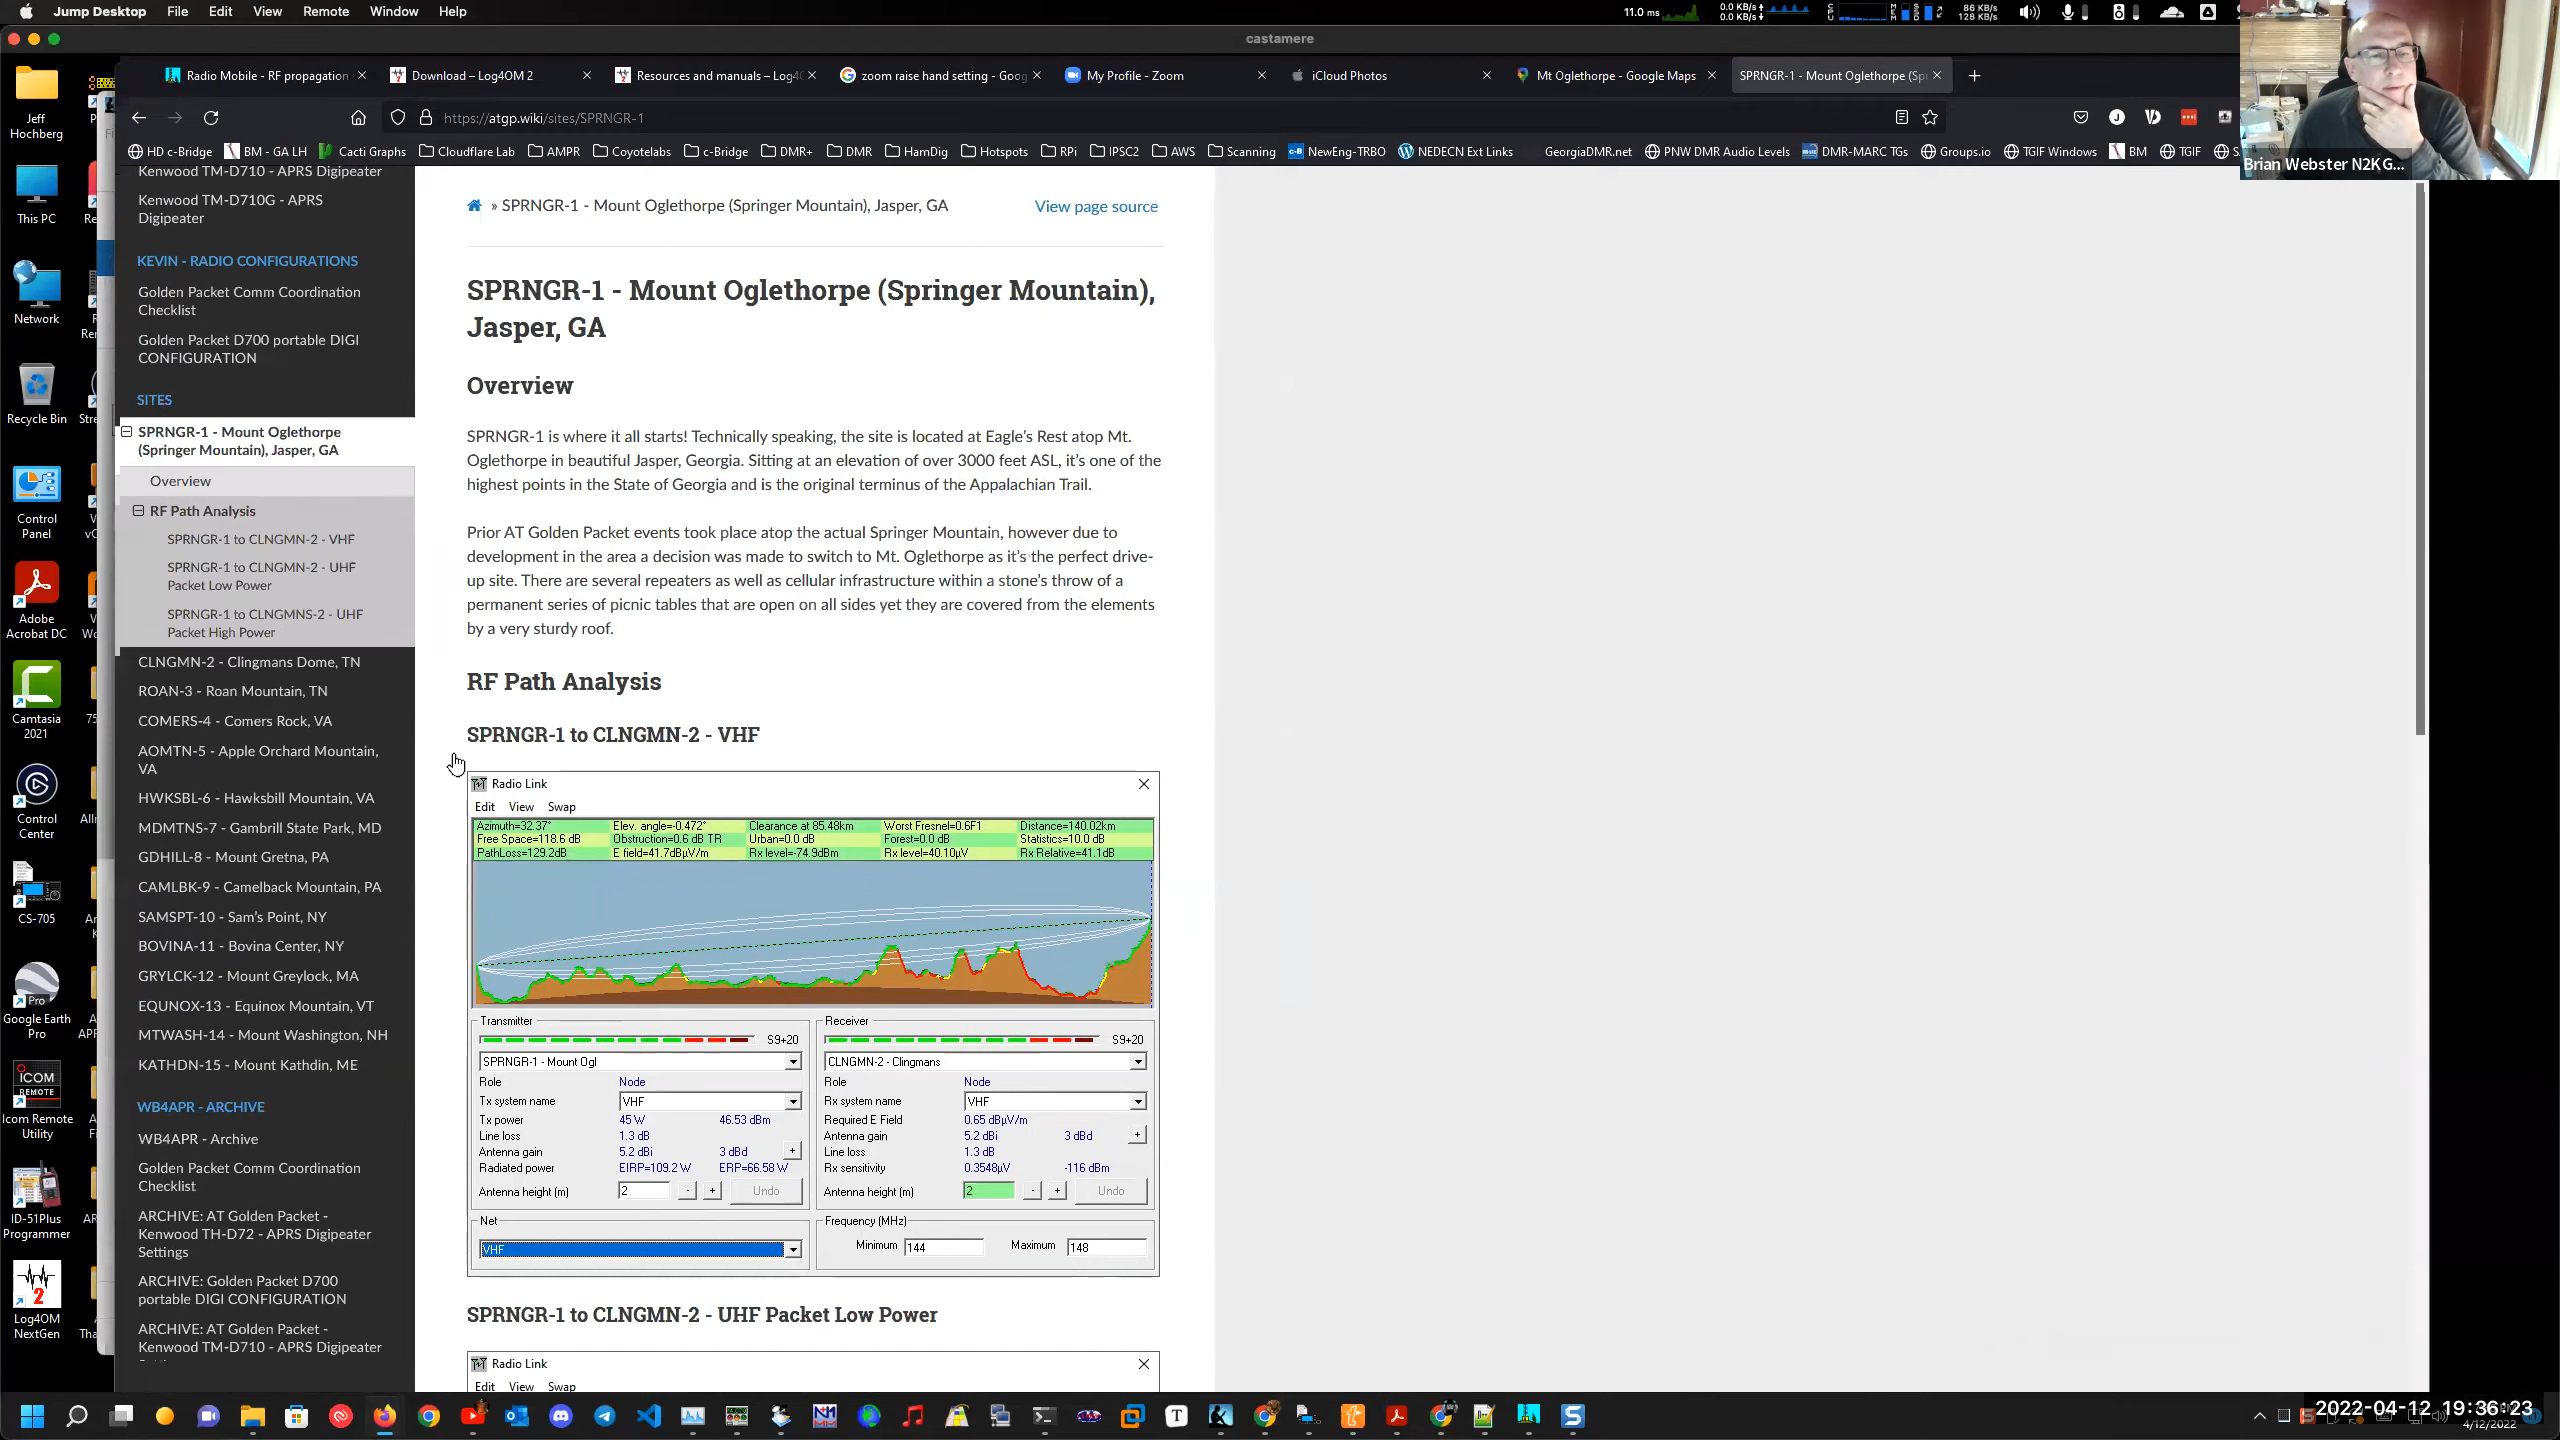 Jump Desktop File Edit View Remote Window Help
11.0 ms 0.0 KB/s 0.0 KB/s 86 KB/s 128 KB/s
castamere
Radio Mobile - RF propagation
Download – Log4OM 2
Resources and manuals – Log4
zoom raise hand setting - Goog
My Profile - Zoom
iCloud Photos
Mt Oglethorpe - Google Maps
SPRNGR-1 - Mount Oglethorpe (Spr
https://atgp.wiki/sites/SPRNGR-1
HD c-Bridge BM - GA LH Cacti Graphs Cloudflare Lab AMPR Coyotelabs c-Bridge DMR+ DMR HamDig Hotspots RPi IPSC2 AWS Scanning NewEng-TRBO NEDECN Ext Links GeorgiaDMR.net PNW DMR Audio Levels DMR-MARC TGs Groups.io TGIF Windows BM TGIF
Brian Webster N2KG...
Jeff
Hochberg
This PC
Network
Recycle Bin
Control
Panel
Adobe
Acrobat DC
Camtasia
2021
Control
Center
CS-705
Google Earth
Pro
Icom Remote
Utility
ID-51Plus
Programmer
Log4OM
NextGen
Kenwood TM-D710 - APRS Digipeater
Kenwood TM-D710G - APRS
Digipeater
KEVIN - RADIO CONFIGURATIONS
Golden Packet Comm Coordination
Checklist
Golden Packet D700 portable DIGI
CONFIGURATION
SITES
SPRNGR-1 - Mount Oglethorpe
(Springer Mountain), Jasper, GA
Overview
RF Path Analysis
SPRNGR-1 to CLNGMN-2 - VHF
SPRNGR-1 to CLNGMN-2 - UHF
Packet Low Power
SPRNGR-1 to CLNGMNS-2 - UHF
Packet High Power
CLNGMN-2 - Clingmans Dome, TN
ROAN-3 - Roan Mountain, TN
COMERS-4 - Comers Rock, VA
AOMTN-5 - Apple Orchard Mountain,
VA
HWKSBL-6 - Hawksbill Mountain, VA
MDMTNS-7 - Gambrill State Park, MD
GDHILL-8 - Mount Gretna, PA
CAMLBK-9 - Camelback Mountain, PA
SAMSPT-10 - Sam's Point, NY
BOVINA-11 - Bovina Center, NY
GRYLCK-12 - Mount Greylock, MA
EQUNOX-13 - Equinox Mountain, VT
MTWASH-14 - Mount Washington, NH
KATHDN-15 - Mount Kathdin, ME
WB4APR - ARCHIVE
WB4APR - Archive
Golden Packet Comm Coordination
Checklist
ARCHIVE: AT Golden Packet -
Kenwood TH-D72 - APRS Digipeater
Settings
ARCHIVE: Golden Packet D700
portable DIGI CONFIGURATION
ARCHIVE: AT Golden Packet -
Kenwood TM-D710 - APRS Digipeater
» SPRNGR-1 - Mount Oglethorpe (Springer Mountain), Jasper, GA
View page source
SPRNGR-1 - Mount Oglethorpe (Springer Mountain),
Jasper, GA
Overview
SPRNGR-1 is where it all starts! Technically speaking, the site is located at Eagle's Rest atop Mt.
Oglethorpe in beautiful Jasper, Georgia. Sitting at an elevation of over 3000 feet ASL, it's one of the
highest points in the State of Georgia and is the original terminus of the Appalachian Trail.
Prior AT Golden Packet events took place atop the actual Springer Mountain, however due to
development in the area a decision was made to switch to Mt. Oglethorpe as it's the perfect drive-
up site. There are several repeaters as well as cellular infrastructure within a stone's throw of a
permanent series of picnic tables that are open on all sides yet they are covered from the elements
by a very sturdy roof.
RF Path Analysis
SPRNGR-1 to CLNGMN-2 - VHF
Radio Link
Edit View Swap
Azimuth=32.37° Elev. angle=-0.472° Clearance at 85.48km Worst Fresnel=0.6F1 Distance=140.02km
Free Space=118.6 dB Obstruction=0.6 dB TR Urban=0.0 dB Forest=0.0 dB Statistics=10.0 dB
PathLoss=129.2dB E field=41.7dBµV/m Rx level=-74.9dBm Rx level=40.10µV Rx Relative=41.1dB
Transmitter
S9+20
SPRNGR-1 - Mount Ogl
Role Node
Tx system name VHF
Tx power 45 W 46.53 dBm
Line loss 1.3 dB
Antenna gain 5.2 dBi 3 dBd +
Radiated power EIRP=109.2 W ERP=66.58 W
Antenna height (m) 2 - + Undo
Receiver
S9+20
CLNGMN-2 - Clingmans
Role Node
Rx system name VHF
Required E Field 0.65 dBµV/m
Antenna gain 5.2 dBi 3 dBd +
Line loss 1.3 dB
Rx sensitivity 0.3548µV -116 dBm
Antenna height (m) 2 - + Undo
Net
VHF
Frequency (MHz)
Minimum 144 Maximum 148
SPRNGR-1 to CLNGMN-2 - UHF Packet Low Power
Radio Link
Edit View Swap
2022-04-12 19:36:23
4/12/2022